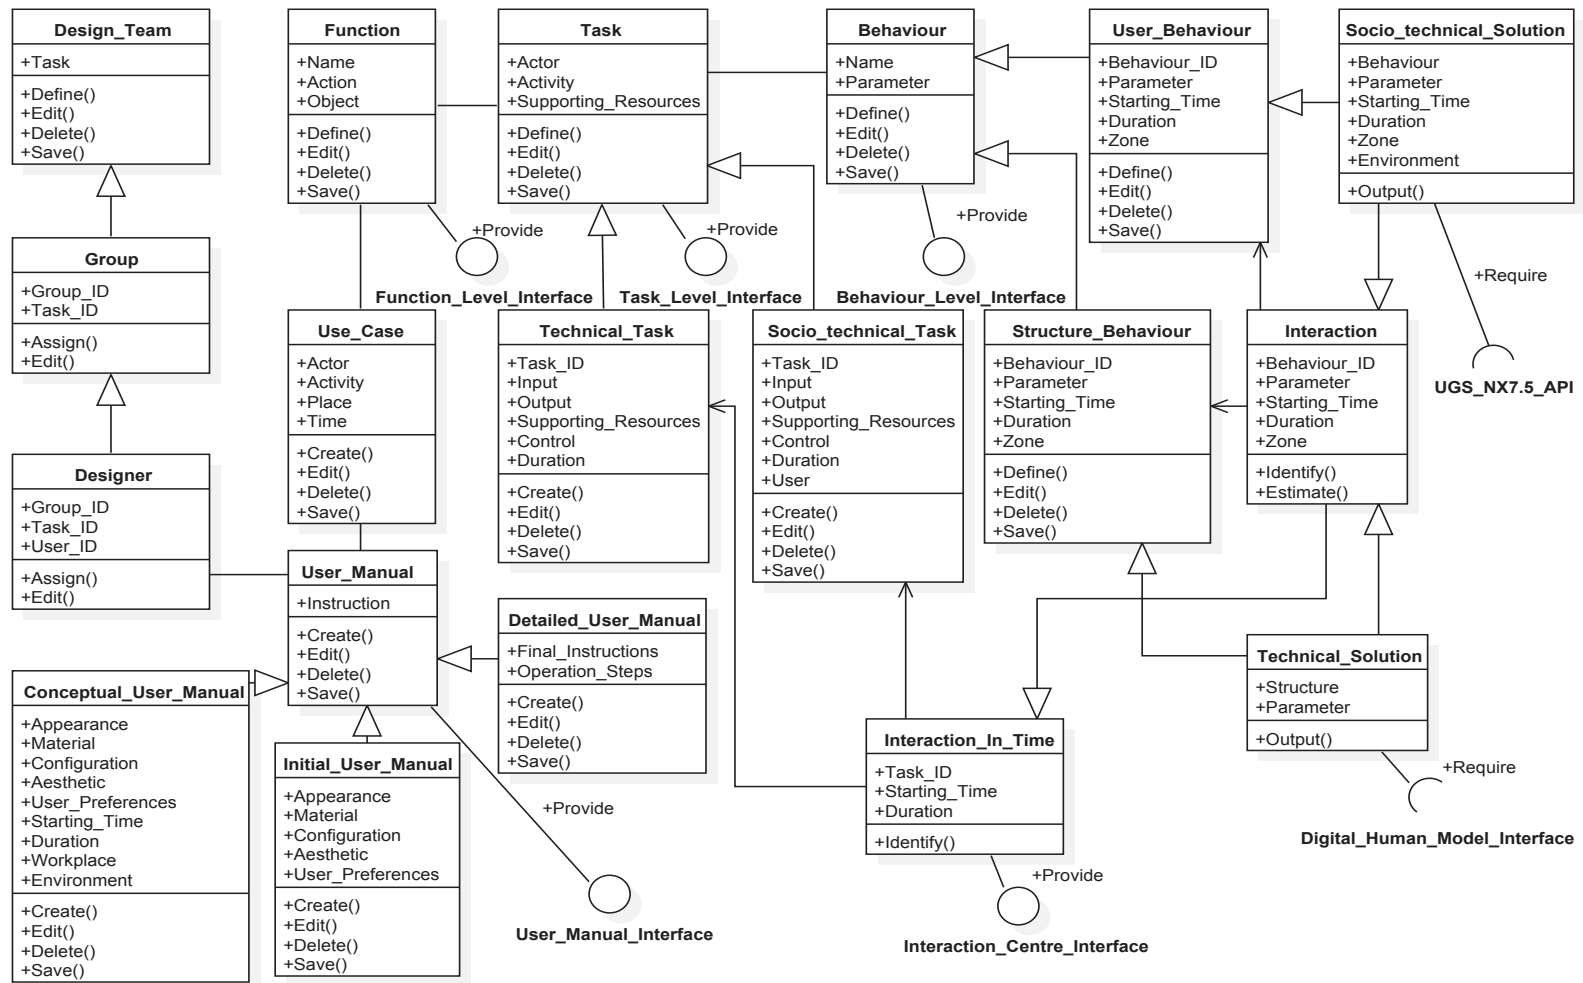 Design_Team
+Task
+Define()
+Edit()
+Delete()
+Save()
Group
+Group_ID
+Task_ID
+Assign()
+Edit()
Designer
+Group_ID
+Task_ID
+User_ID
+Assign()
+Edit()
Conceptual_User_Manual
+Appearance
+Material
+Configuration
+Aesthetic
+User_Preferences
+Starting_Time
+Duration
+Workplace
+Environment
+Create()
+Edit()
+Delete()
+Save()
Function
+Name
+Action
+Object
+Define()
+Edit()
+Delete()
+Save()
+Provide
Function_Level_Interface
Use_Case
+Actor
+Activity
+Place
+Time
+Create()
+Edit()
+Delete()
+Save()
User_Manual
+Instruction
+Create()
+Edit()
+Delete()
+Save()
Initial_User_Manual
+Appearance
+Material
+Configuration
+Aesthetic
+User_Preferences
+Create()
+Edit()
+Delete()
+Save()
Task
+Actor
+Activity
+Supporting_Resources
+Define()
+Edit()
+Delete()
+Save()
+Provide
Task_Level_Interface
Technical_Task
+Task_ID
+Input
+Output
+Supporting_Resources
+Control
+Duration
+Create()
+Edit()
+Delete()
+Save()
Detailed_User_Manual
+Final_Instructions
+Operation_Steps
+Create()
+Edit()
+Delete()
+Save()
+Provide
User_Manual_Interface
Socio_technical_Task
+Task_ID
+Input
+Output
+Supporting_Resources
+Control
+Duration
+User
+Create()
+Edit()
+Delete()
+Save()
Behaviour
+Name
+Parameter
+Define()
+Edit()
+Delete()
+Save()
+Provide
Behaviour_Level_Interface
Structure_Behaviour
+Behaviour_ID
+Parameter
+Starting_Time
+Duration
+Zone
+Define()
+Edit()
+Delete()
+Save()
Interaction_In_Time
+Task_ID
+Starting_Time
+Duration
+Identify()
+Provide
Interaction_Centre_Interface
User_Behaviour
+Behaviour_ID
+Parameter
+Starting_Time
+Duration
+Zone
+Define()
+Edit()
+Delete()
+Save()
Interaction
+Behaviour_ID
+Parameter
+Starting_Time
+Duration
+Zone
+Identify()
+Estimate()
Socio_technical_Solution
+Behaviour
+Parameter
+Starting_Time
+Duration
+Zone
+Environment
+Output()
+Require
UGS_NX7.5_API
Technical_Solution
+Structure
+Parameter
+Output()
+Require
Digital_Human_Model_Interface